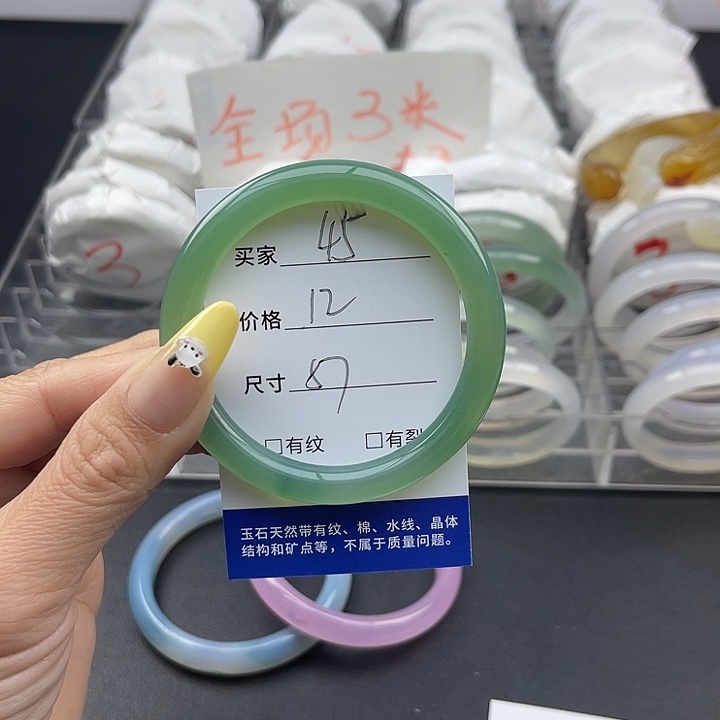 全场3米
买家 45
价格 12
尺寸 57
□有纹 □有裂
玉石天然带有纹、棉、水线、晶体
结构和矿点等，不属于质量问题。
3